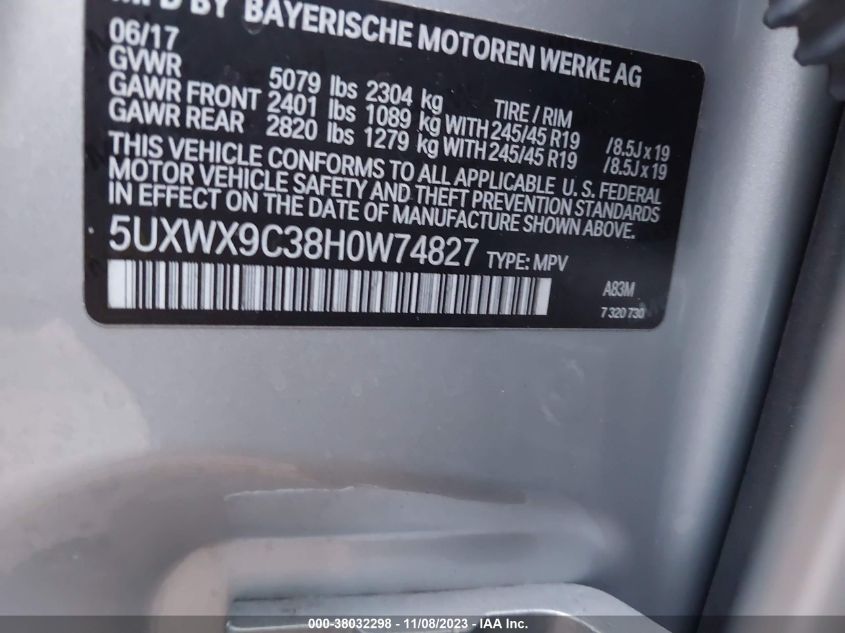 MFD BY BAYERISCHE MOTOREN WERKE AG
06/17
GVWR 5079 lbs 2304 kg TIRE / RIM
GAWR FRONT 2401 lbs 1089 kg WITH 245/45 R19 /8.5J x 19
GAWR REAR 2820 lbs 1279 kg WITH 245/45 R19 /8.5J x 19
THIS VEHICLE CONFORMS TO ALL APPLICABLE U. S. FEDERAL
MOTOR VEHICLE SAFETY AND THEFT PREVENTION STANDARDS
IN EFFECT ON THE DATE OF MANUFACTURE SHOWN ABOVE.
5UXWX9C38H0W74827 TYPE: MPV
A83M
7 320 730
000-38032298 - 11/08/2023 - IAA Inc.